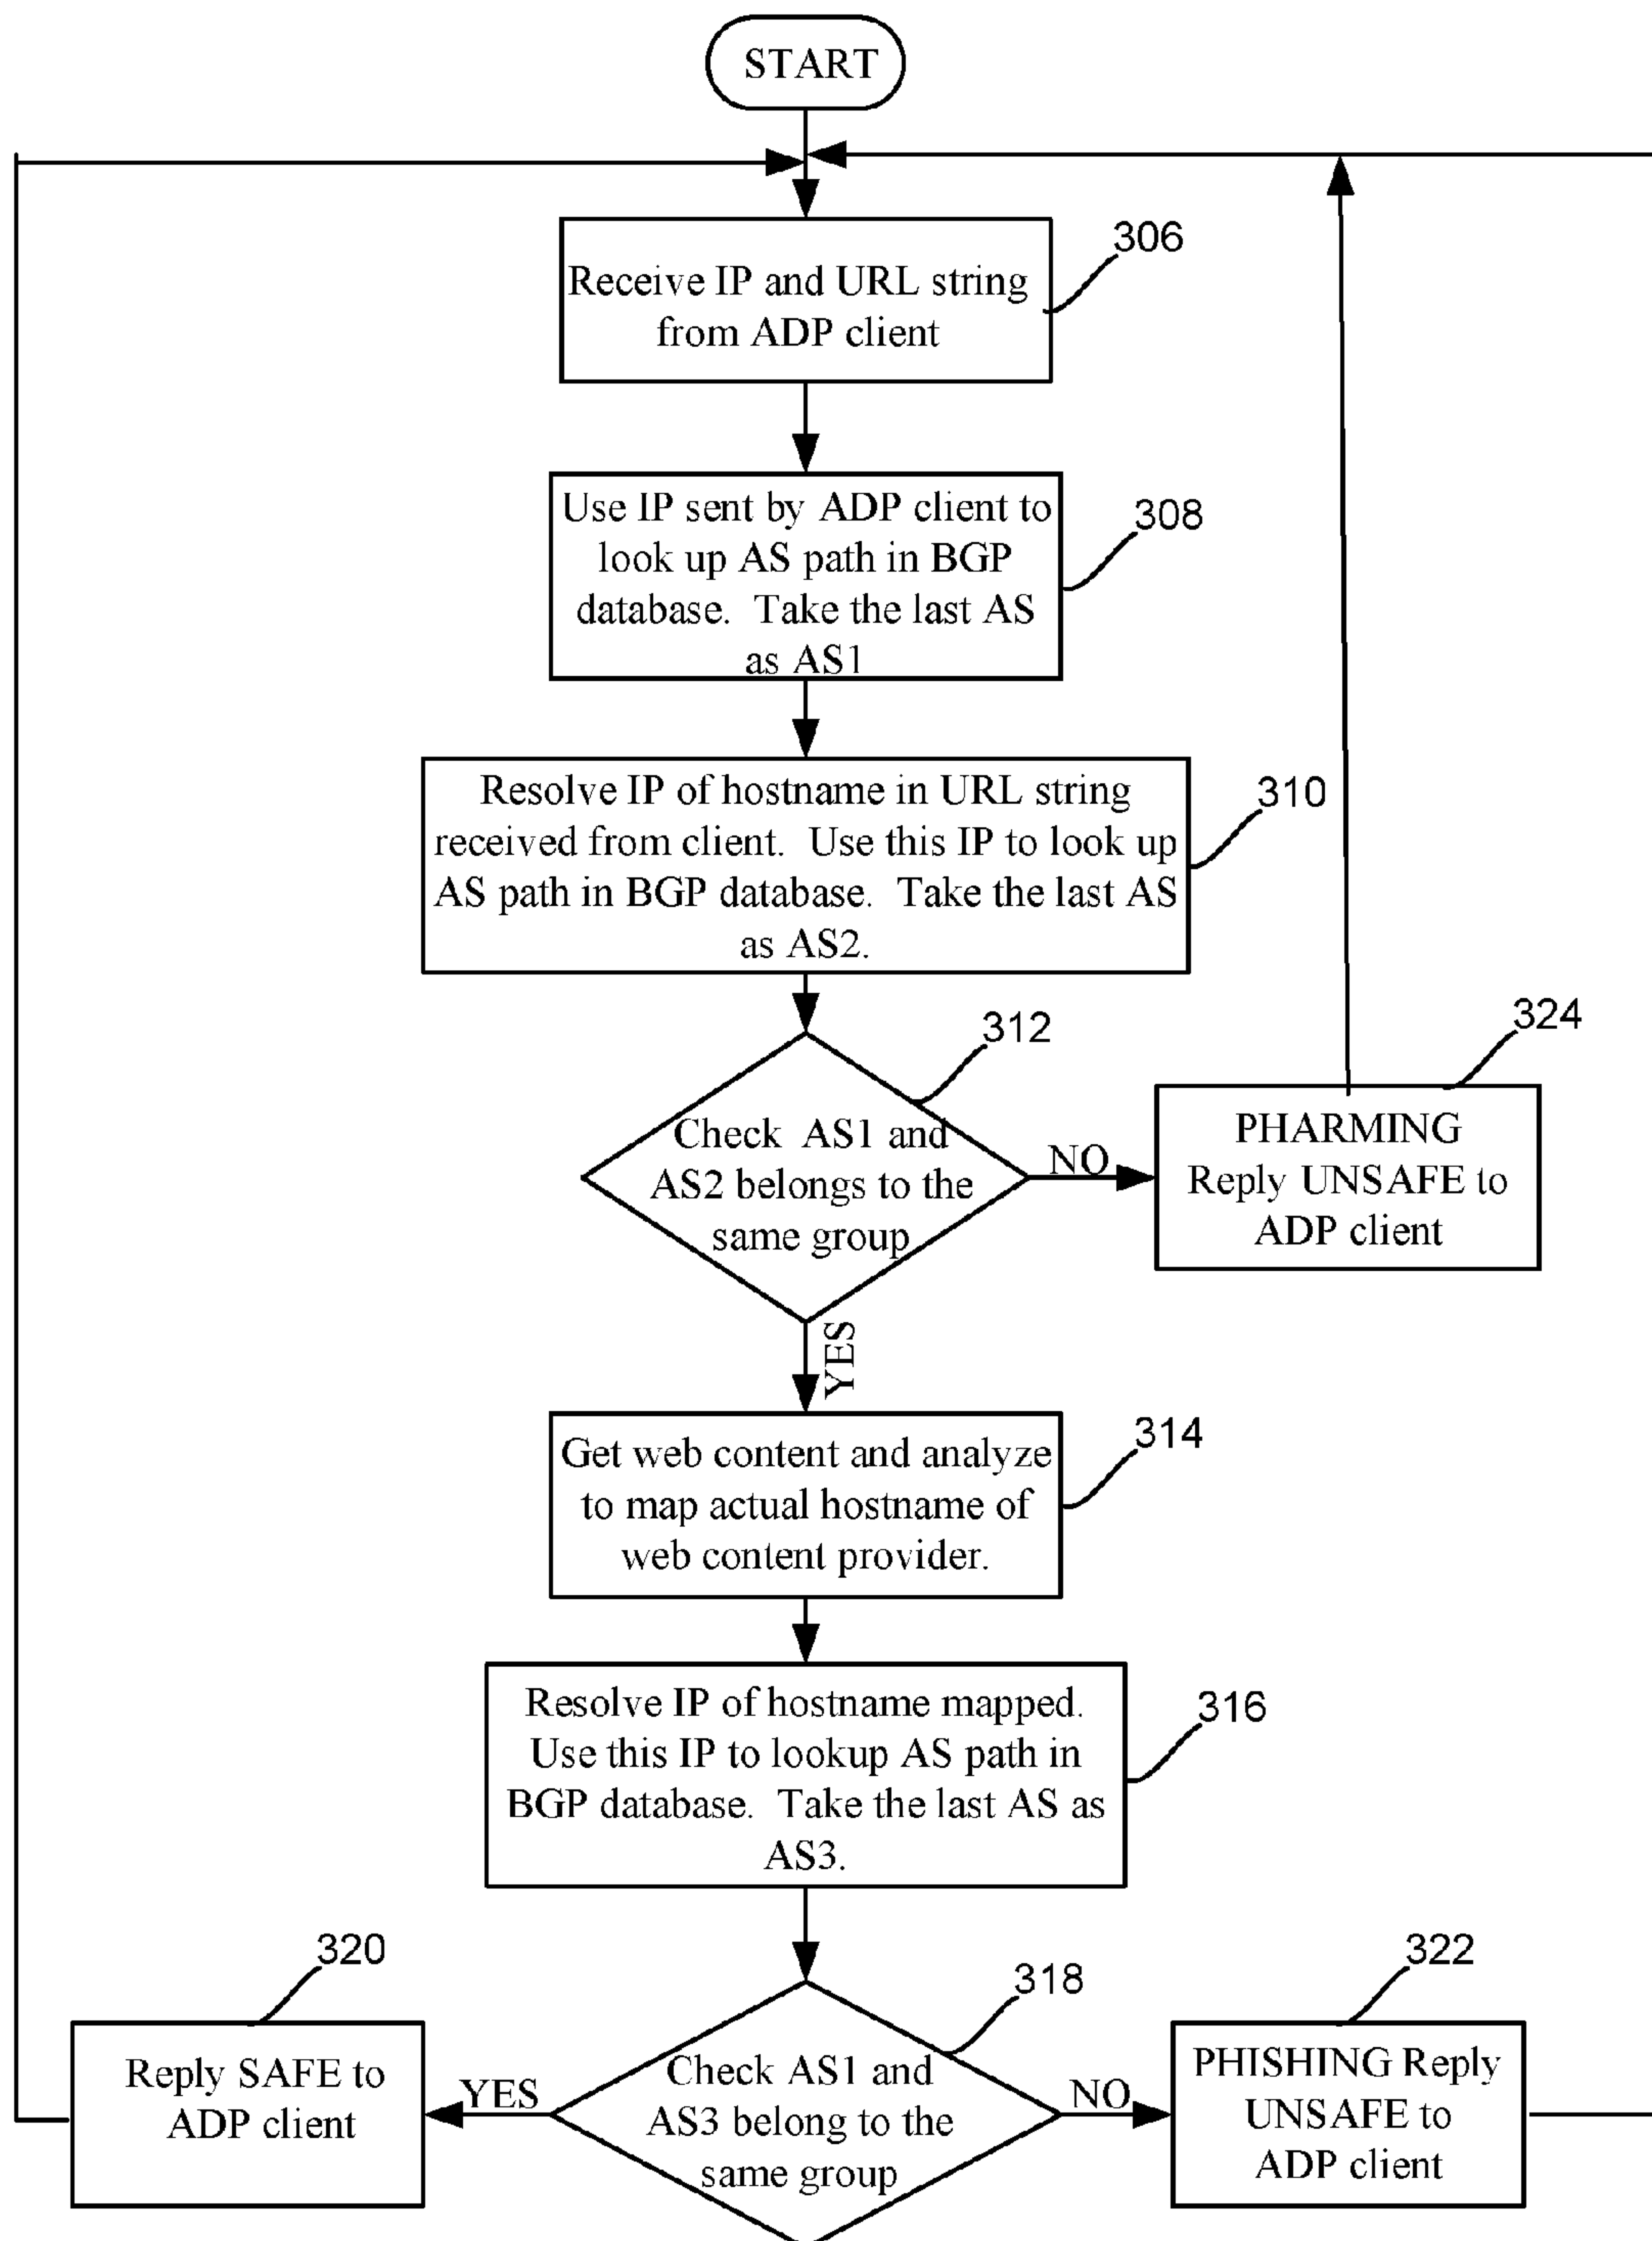 START
306
Receive IP and URL string
from ADP client
308
Use IP sent by ADP client to
look up AS path in BGP
database. Take the last AS
as AS1
310
Resolve IP of hostname in URL string
received from client. Use this IP to look up
AS path in BGP database. Take the last AS
as AS2.
312
Check AS1 and
AS2 belongs to the
same group
NO
324
PHARMING
Reply UNSAFE to
ADP client
YES
314
Get web content and analyze
to map actual hostname of
web content provider.
316
Resolve IP of hostname mapped.
Use this IP to lookup AS path in
BGP database. Take the last AS as
AS3.
318
Check AS1 and
AS3 belong to the
same group
YES
320
Reply SAFE to
ADP client
NO
322
PHISHING Reply
UNSAFE to
ADP client